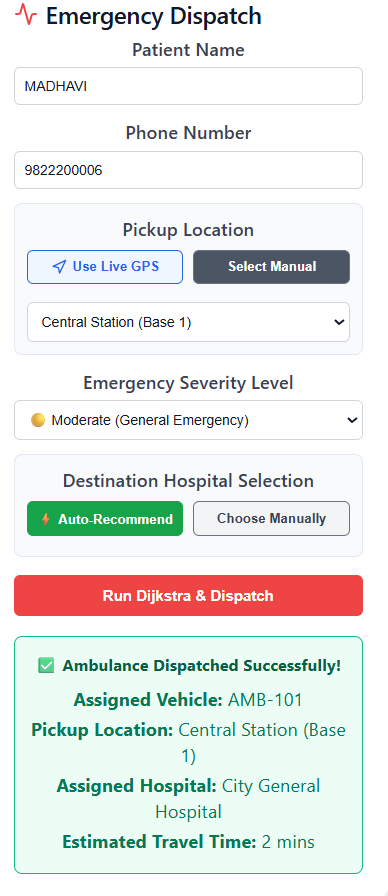 Emergency Dispatch
Patient Name
MADHAVI
Phone Number
9822200006
Pickup Location
Use Live GPS
Select Manual
Central Station (Base 1)
Emergency Severity Level
Moderate (General Emergency)
Destination Hospital Selection
Auto-Recommend
Choose Manually
Run Dijkstra & Dispatch
Ambulance Dispatched Successfully!
Assigned Vehicle: AMB-101
Pickup Location: Central Station (Base
1)
Assigned Hospital: City General
Hospital
Estimated Travel Time: 2 mins